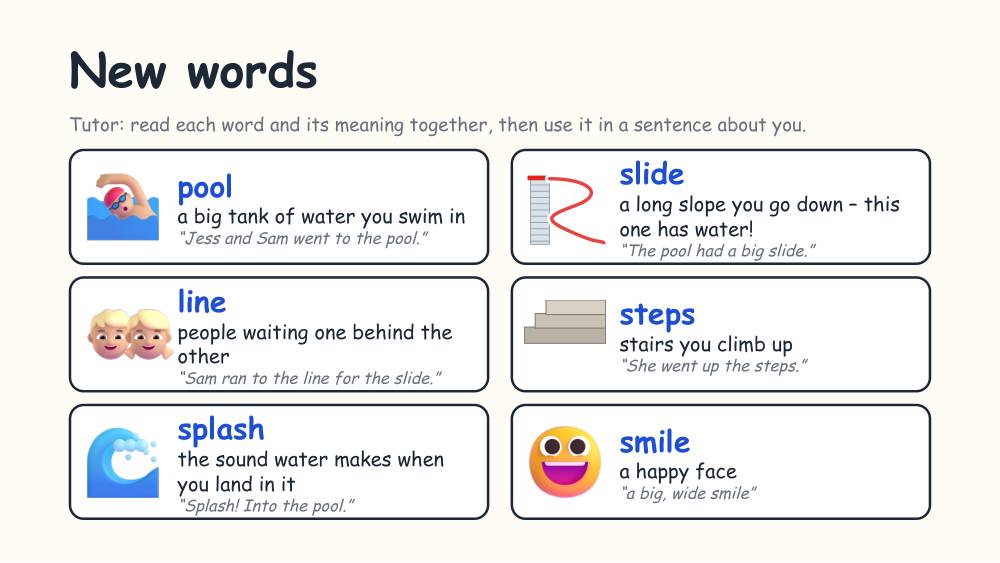 New words
Tutor: read each word and its meaning together, then use it in a sentence about you.
pool
a big tank of water you swim in
“Jess and Sam went to the pool.”
slide
a long slope you go down – this
one has water!
“The pool had a big slide.”
line
people waiting one behind the
other
“Sam ran to the line for the slide.”
steps
stairs you climb up
“She went up the steps.”
splash
the sound water makes when
you land in it
“Splash! Into the pool.”
smile
a happy face
“a big, wide smile”